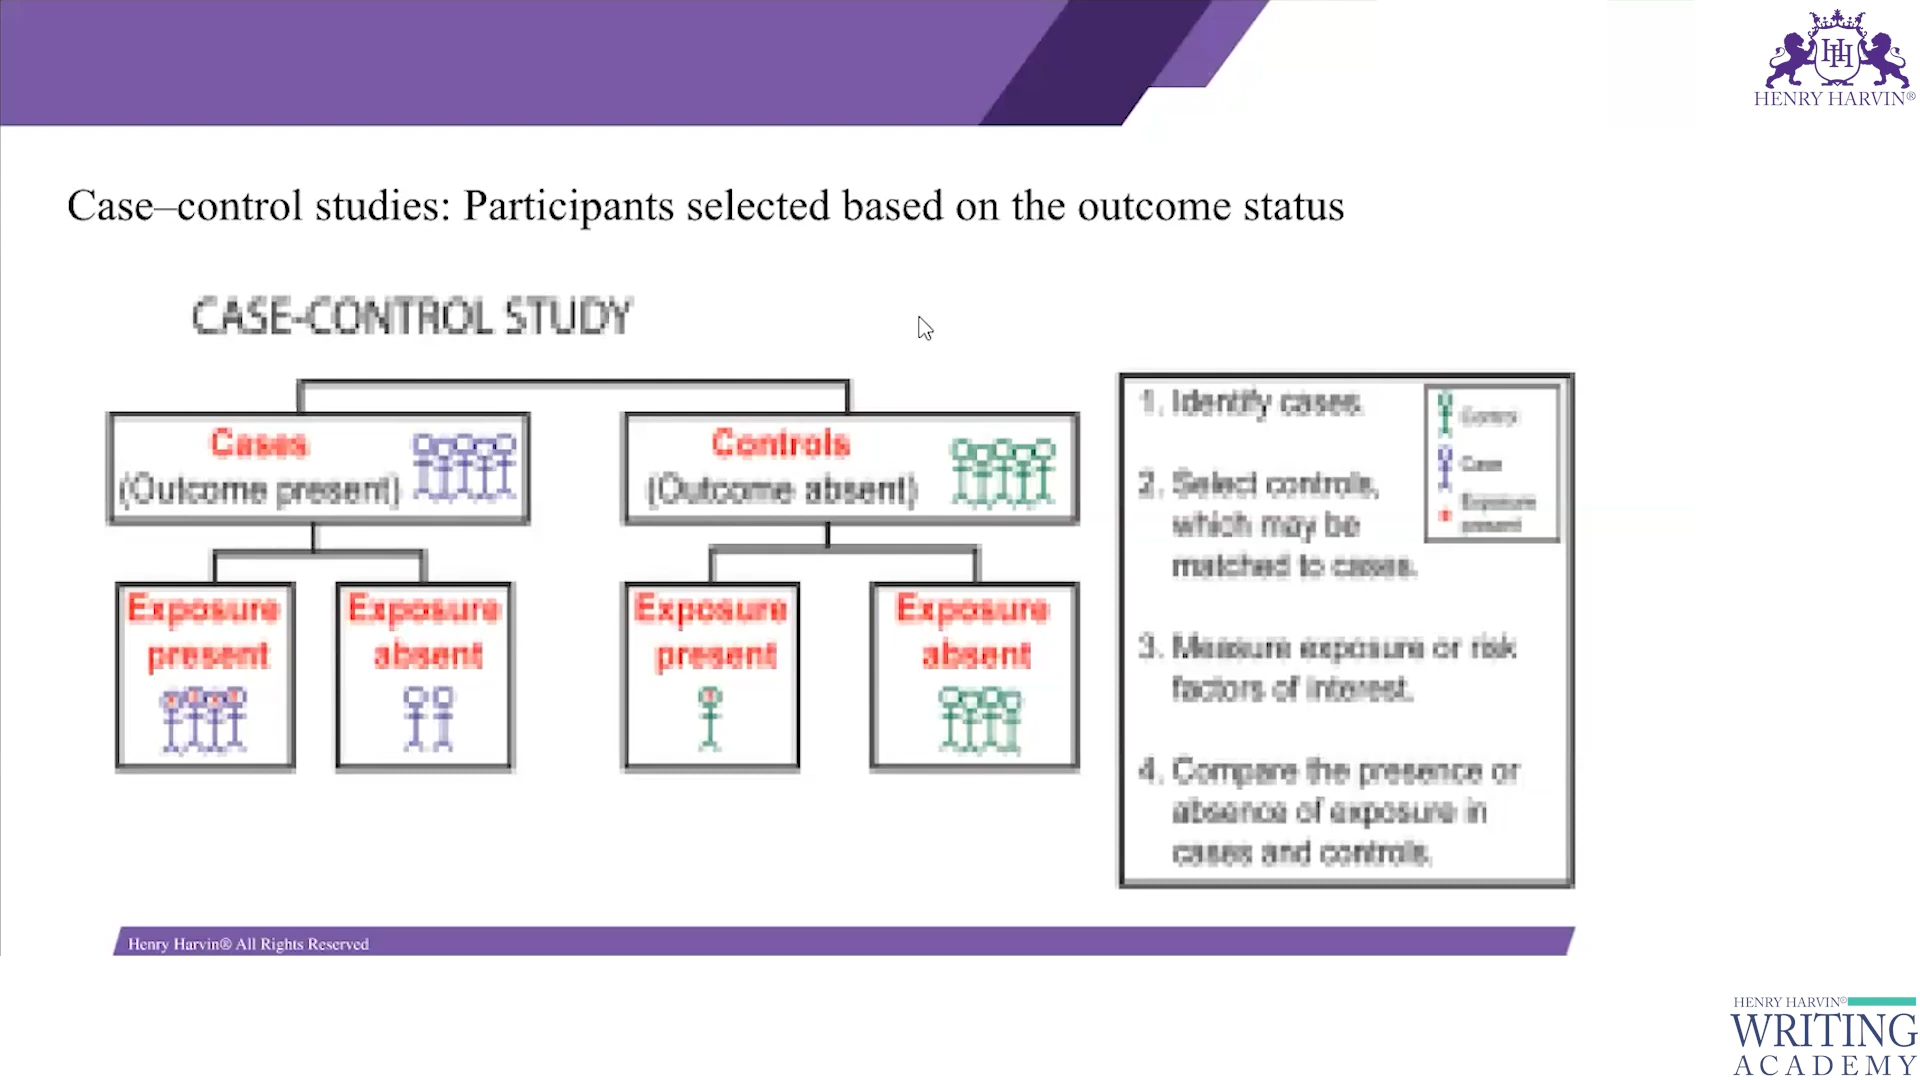 HENRY HARVIN®
Case–control studies: Participants selected based on the outcome status
CASE-CONTROL STUDY
Cases
(Outcome present)
Controls
(Outcome absent)
Exposure
present
Exposure
absent
Exposure
present
Exposure
absent
1. Identify cases.
2. Select controls,
which may be
matched to cases.
3. Measure exposure or risk
factors of interest.
4. Compare the presence or
absence of exposure in
cases and controls.
Control
Case
Exposure
present
Henry Harvin® All Rights Reserved
HENRY HARVIN®
WRITING
ACADEMY